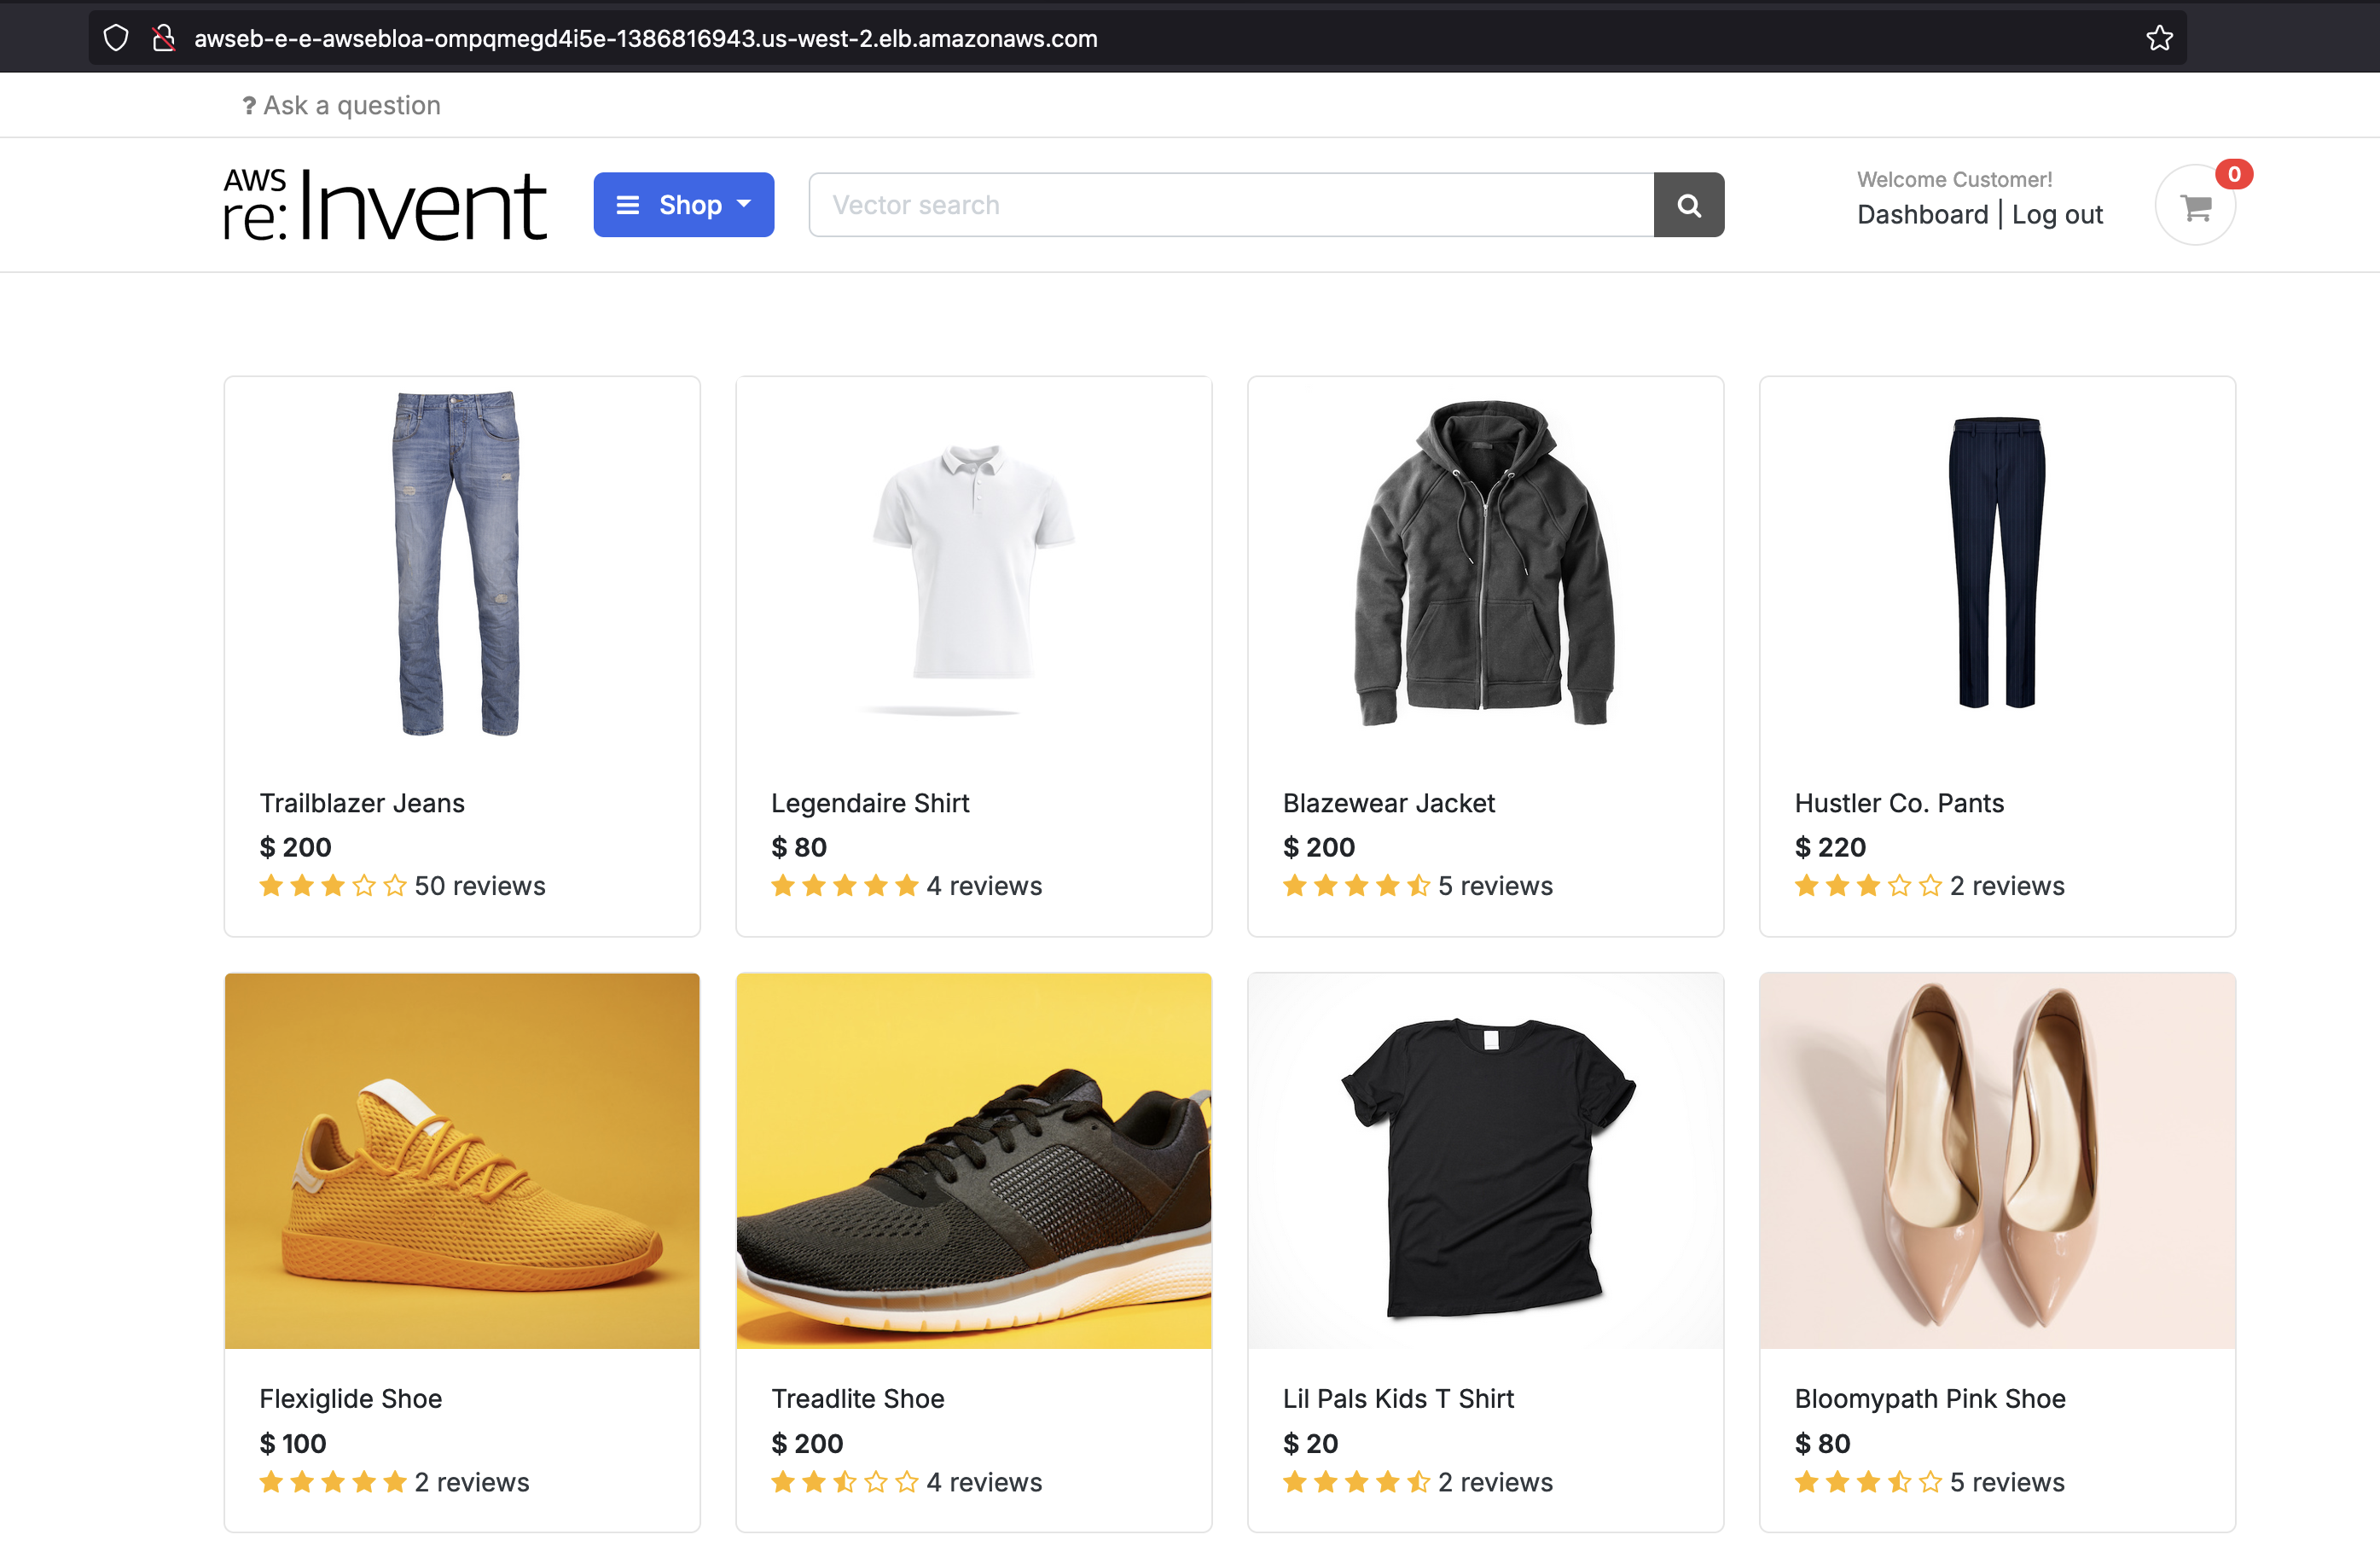 awseb-e-e-awsebloa-ompqmegd4i5e-1386816943.us-west-2.elb.amazonaws.com
? Ask a question
AWS
re:Invent
Shop
Vector search
Welcome Customer!
Dashboard | Log out
0
Trailblazer Jeans
$ 200
50 reviews
Legendaire Shirt
$ 80
4 reviews
Blazewear Jacket
$ 200
5 reviews
Hustler Co. Pants
$ 220
2 reviews
Flexiglide Shoe
$ 100
2 reviews
Treadlite Shoe
$ 200
4 reviews
Lil Pals Kids T Shirt
$ 20
2 reviews
Bloomypath Pink Shoe
$ 80
5 reviews